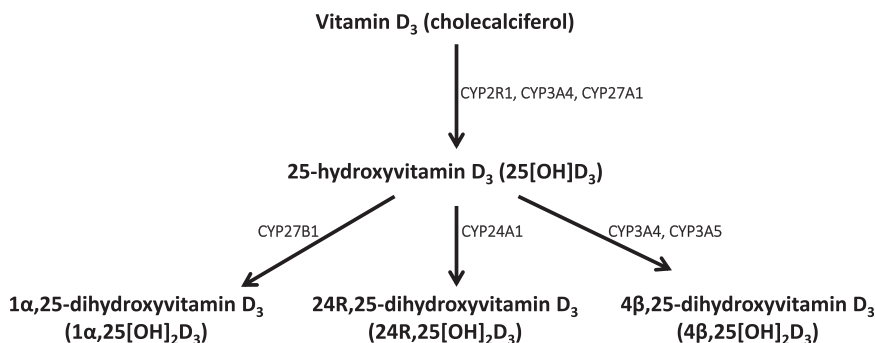 Vitamin D₃ (cholecalciferol)
CYP2R1, CYP3A4, CYP27A1
25-hydroxyvitamin D₃ (25[OH]D₃)
CYP27B1
CYP24A1
CYP3A4, CYP3A5
1α,25-dihydroxyvitamin D₃
(1α,25[OH]₂D₃)
24R,25-dihydroxyvitamin D₃
(24R,25[OH]₂D₃)
4β,25-dihydroxyvitamin D₃
(4β,25[OH]₂D₃)